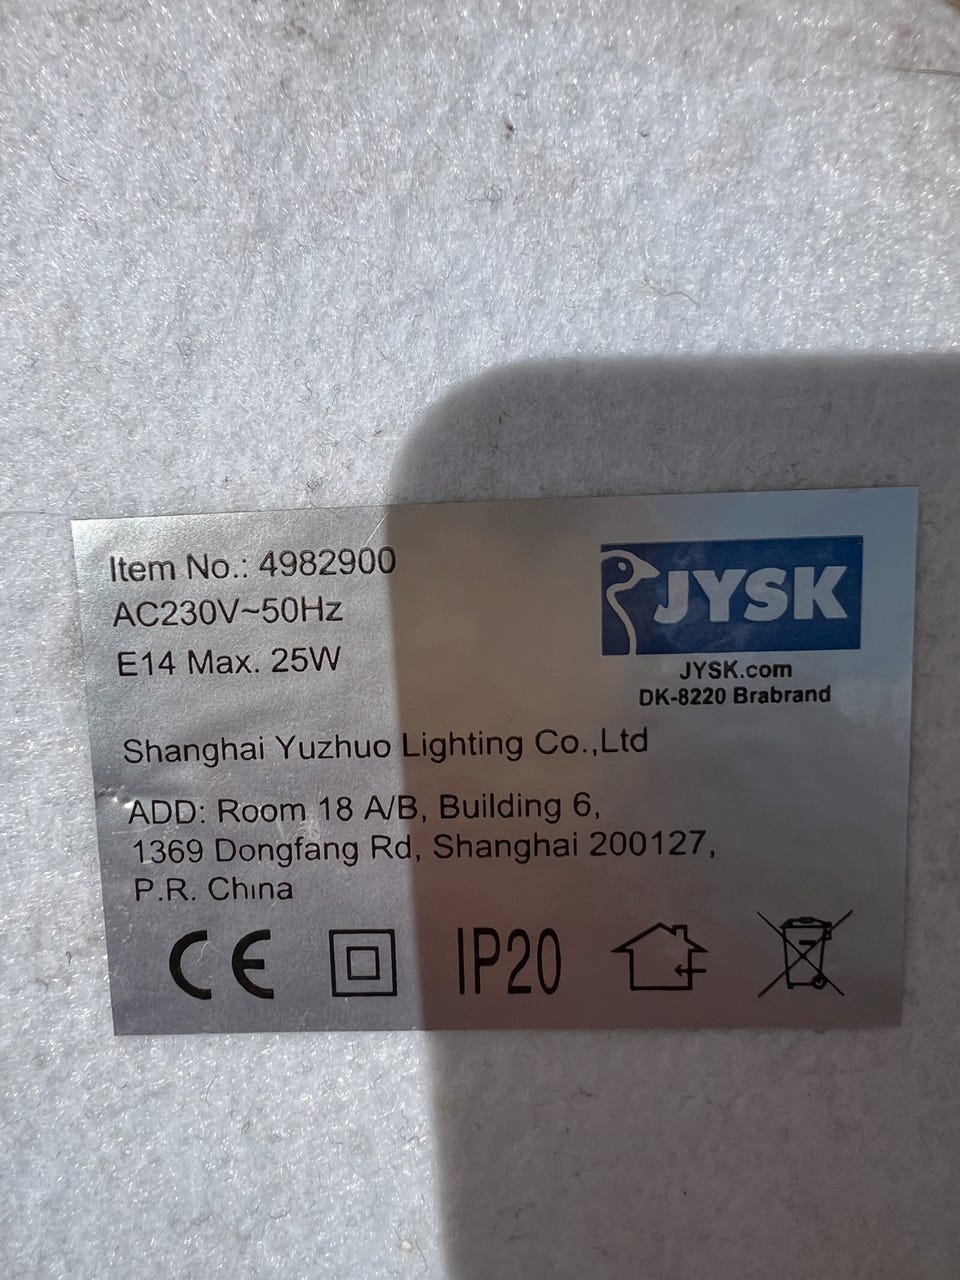 Item No.: 4982900
AC230V~50Hz
E14 Max. 25W
JYSK
JYSK.com
DK-8220 Brabrand
Shanghai Yuzhuo Lighting Co.,Ltd
ADD: Room 18 A/B, Building 6,
1369 Dongfang Rd, Shanghai 200127,
P.R. China
CE
IP20